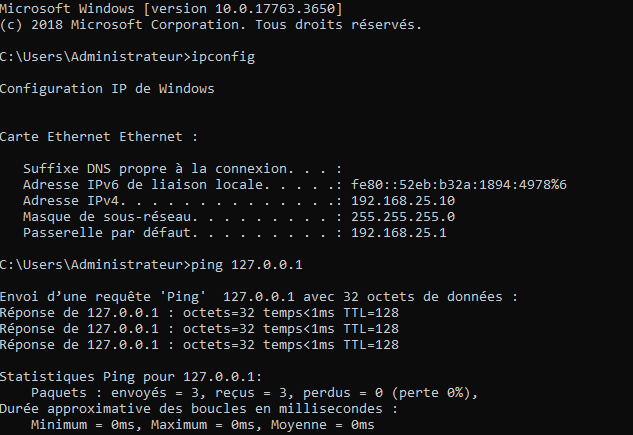 Microsoft Windows [version 10.0.17763.3650]
(c) 2018 Microsoft Corporation. Tous droits réservés.
C:\Users\Administrateur>ipconfig
Configuration IP de Windows
Carte Ethernet Ethernet :
Suffixe DNS propre à la connexion. . . :
Adresse IPv6 de liaison locale. . . . .: fe80::52eb:b32a:1894:4978%6
Adresse IPv4. . . . . . . . . . . . . .: 192.168.25.10
Masque de sous-réseau. . . . . . . . . : 255.255.255.0
Passerelle par défaut. . . . . . . . . : 192.168.25.1
C:\Users\Administrateur>ping 127.0.0.1
Envoi d’une requête 'Ping'  127.0.0.1 avec 32 octets de données :
Réponse de 127.0.0.1 : octets=32 temps<1ms TTL=128
Réponse de 127.0.0.1 : octets=32 temps<1ms TTL=128
Réponse de 127.0.0.1 : octets=32 temps<1ms TTL=128
Statistiques Ping pour 127.0.0.1:
Paquets : envoyés = 3, reçus = 3, perdus = 0 (perte 0%),
Durée approximative des boucles en millisecondes :
Minimum = 0ms, Maximum = 0ms, Moyenne = 0ms